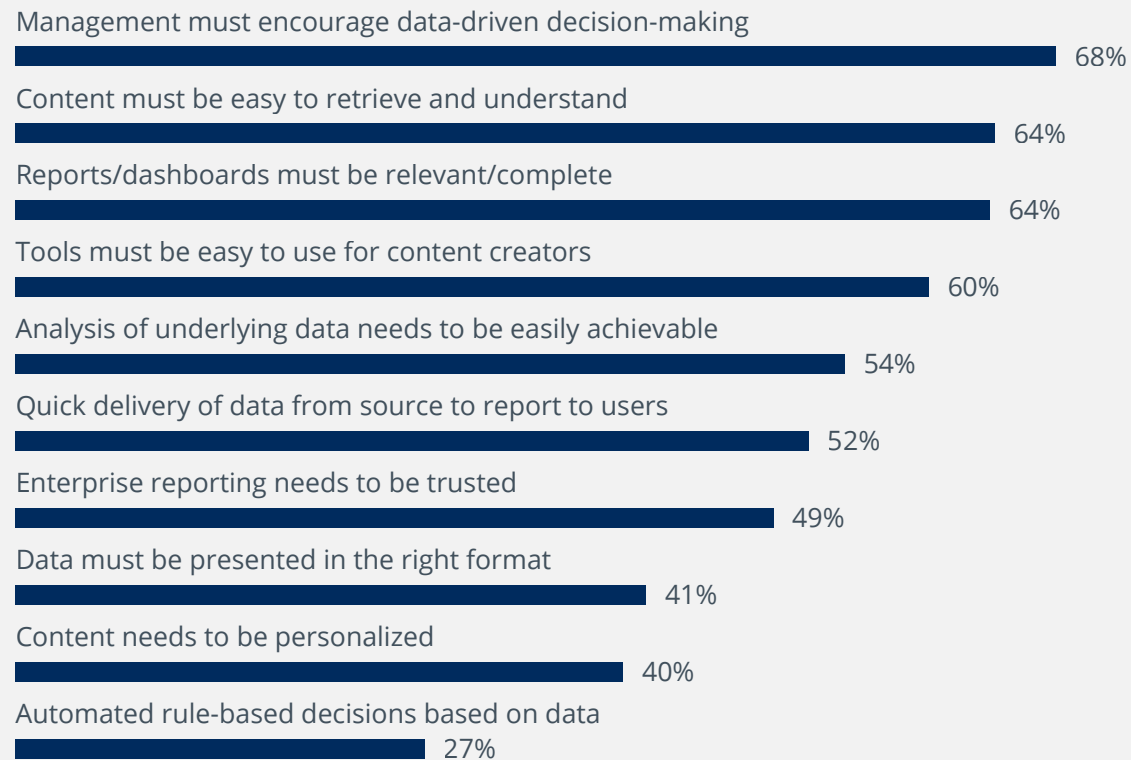 Management must encourage data-driven decision-making
68%
Content must be easy to retrieve and understand
64%
Reports/dashboards must be relevant/complete
64%
Tools must be easy to use for content creators
60%
Analysis of underlying data needs to be easily achievable
54%
Quick delivery of data from source to report to users
52%
Enterprise reporting needs to be trusted
49%
Data must be presented in the right format
41%
Content needs to be personalized
40%
Automated rule-based decisions based on data
27%